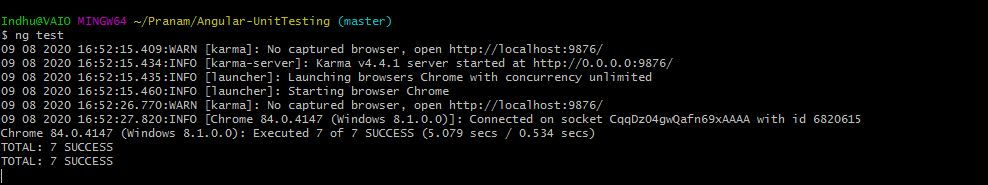 Indhu@VAIO MINGW64 ~/Pranam/Angular-UnitTesting (master)
$ ng test
09 08 2020 16:52:15.409:WARN [karma]: No captured browser, open http://localhost:9876/
09 08 2020 16:52:15.434:INFO [karma-server]: Karma v4.4.1 server started at http://0.0.0.0:9876/
09 08 2020 16:52:15.435:INFO [launcher]: Launching browsers Chrome with concurrency unlimited
09 08 2020 16:52:15.460:INFO [launcher]: Starting browser Chrome
09 08 2020 16:52:26.770:WARN [karma]: No captured browser, open http://localhost:9876/
09 08 2020 16:52:27.820:INFO [Chrome 84.0.4147 (Windows 8.1.0.0)]: Connected on socket CqqDz04gwQafn69xAAAA with id 6820615
Chrome 84.0.4147 (Windows 8.1.0.0): Executed 7 of 7 SUCCESS (5.079 secs / 0.534 secs)
TOTAL: 7 SUCCESS
TOTAL: 7 SUCCESS